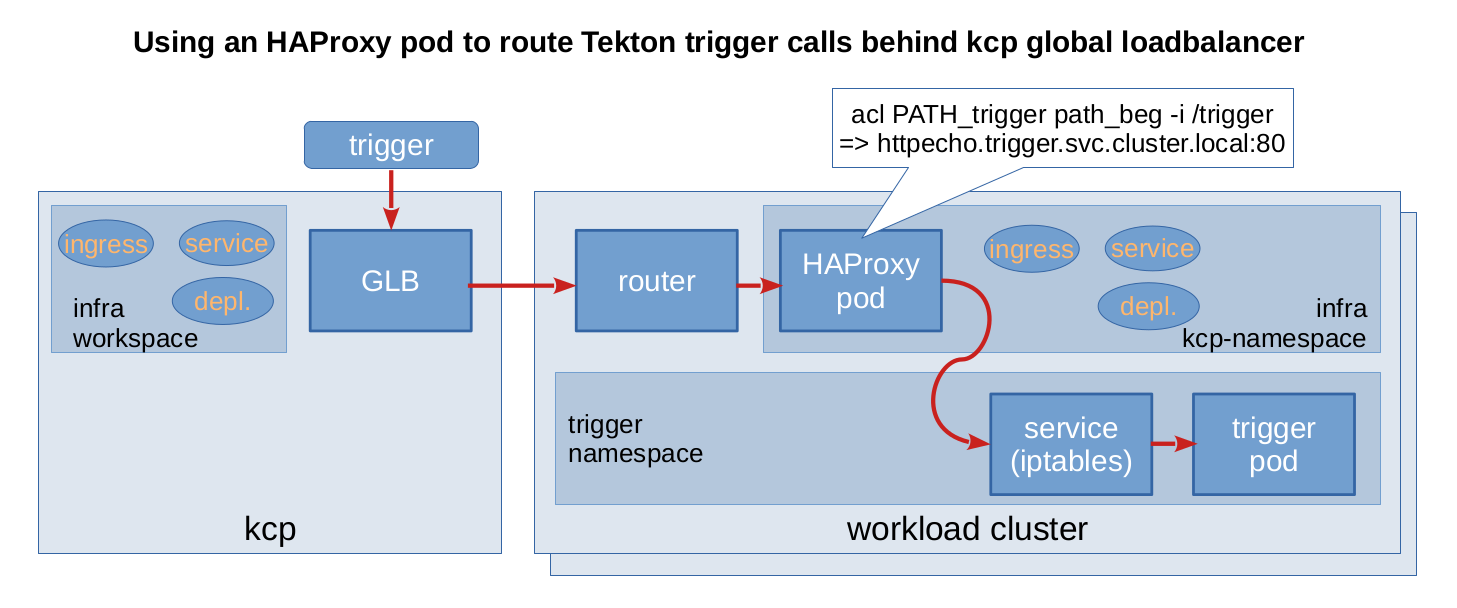 Using an HAProxy pod to route Tekton trigger calls behind kcp global loadbalancer
acl PATH_trigger path_beg -i /trigger
=> httpecho.trigger.svc.cluster.local:80
trigger
ingress
service
depl.
infra
workspace
GLB
kcp
router
HAProxy
pod
ingress
service
depl.
infra
kcp-namespace
trigger
namespace
service
(iptables)
trigger
pod
workload cluster